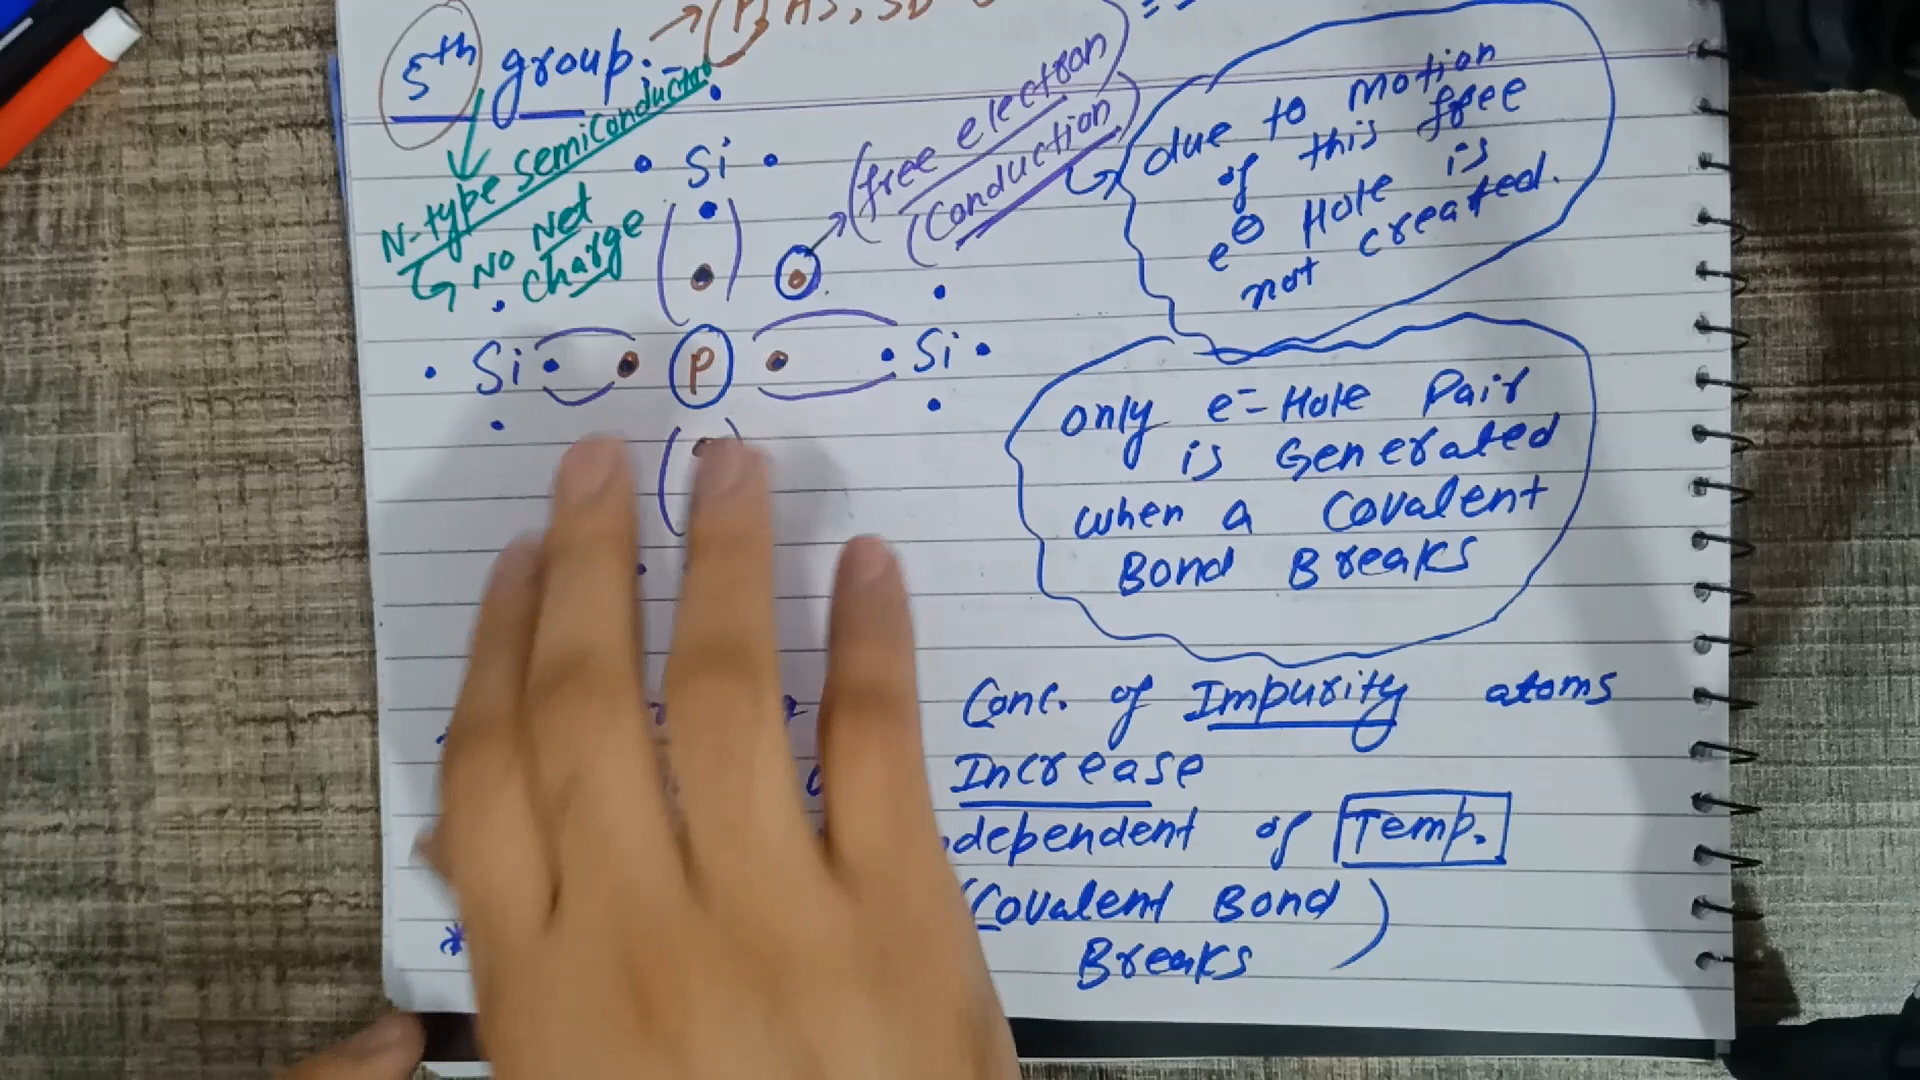 5th group. → (P, As, Sb
N-type semiconductor
No Net
charge
(free electron)
(conduction)
Si
Si P Si
due to motion
of this free
e⊖ Hole is
not created.
only e- Hole Pair
is Generated
when a Covalent
Bond Breaks
Conc. of Impurity atoms
Increase
dependent of Temp.
(Covalent Bond
Breaks)
*